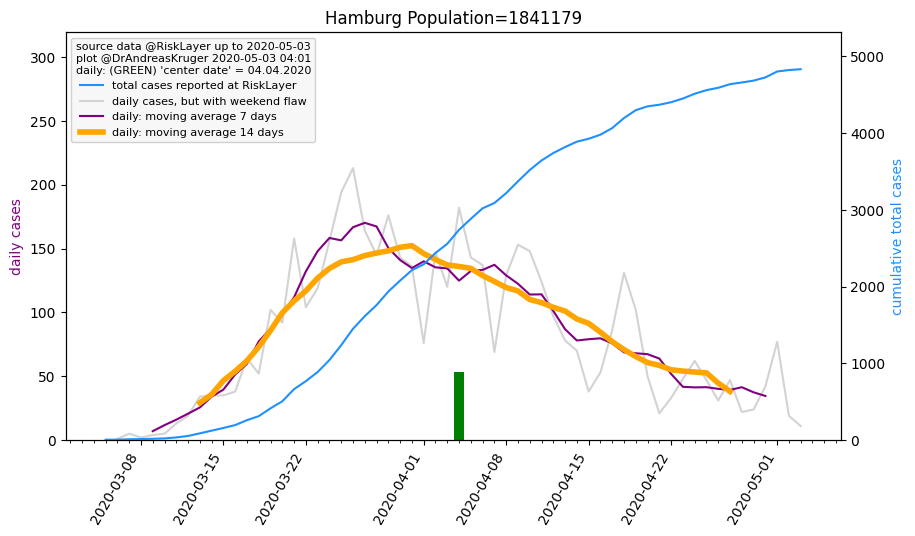 Hamburg Population=1841179
source data @RiskLayer up to 2020-05-03
plot @DrAndreasKruger 2020-05-03 04:01
daily: (GREEN) 'center date' = 04.04.2020
total cases reported at RiskLayer
daily cases, but with weekend flaw
daily: moving average 7 days
daily: moving average 14 days
daily cases
300
250
200
150
100
50
0
5000
4000
3000
2000
1000
0
cumulative total cases
2020-03-08
2020-03-15
2020-03-22
2020-04-01
2020-04-08
2020-04-15
2020-04-22
2020-05-01